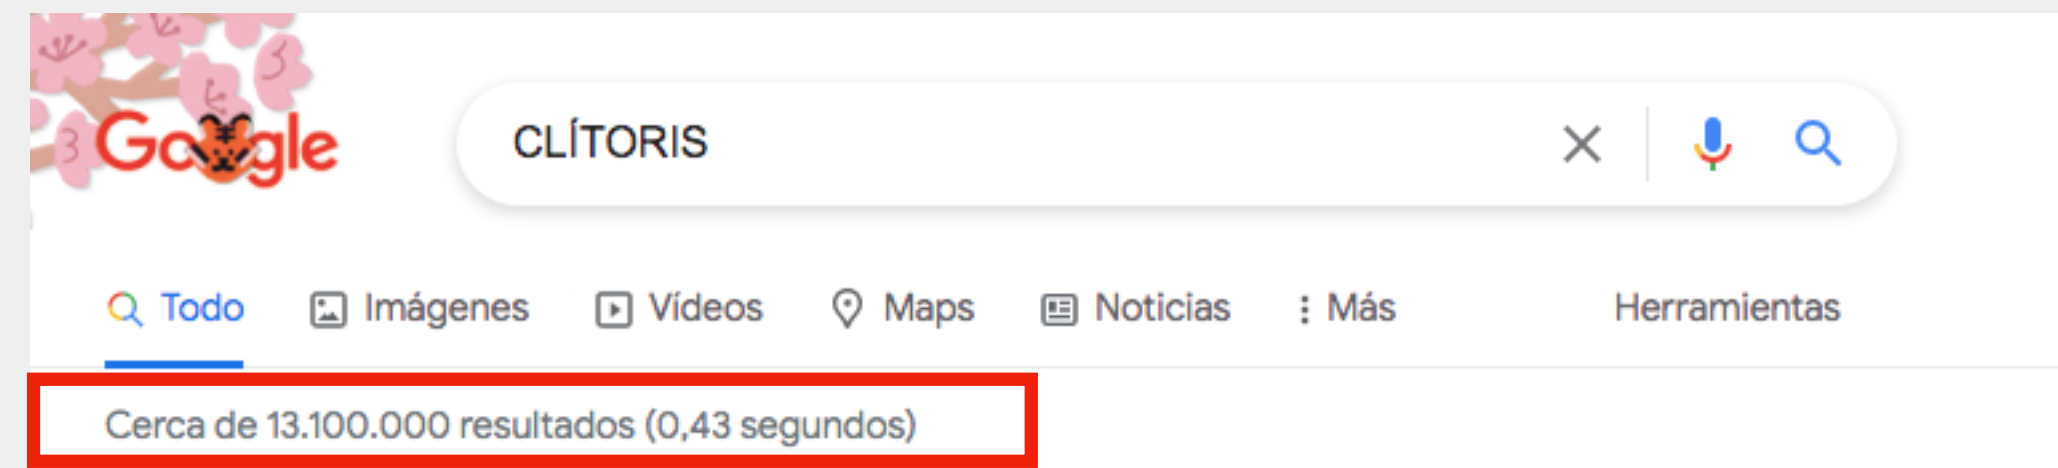 Google
CLÍTORIS
Todo Imágenes Vídeos Maps Noticias Más Herramientas
Cerca de 13.100.000 resultados (0,43 segundos)